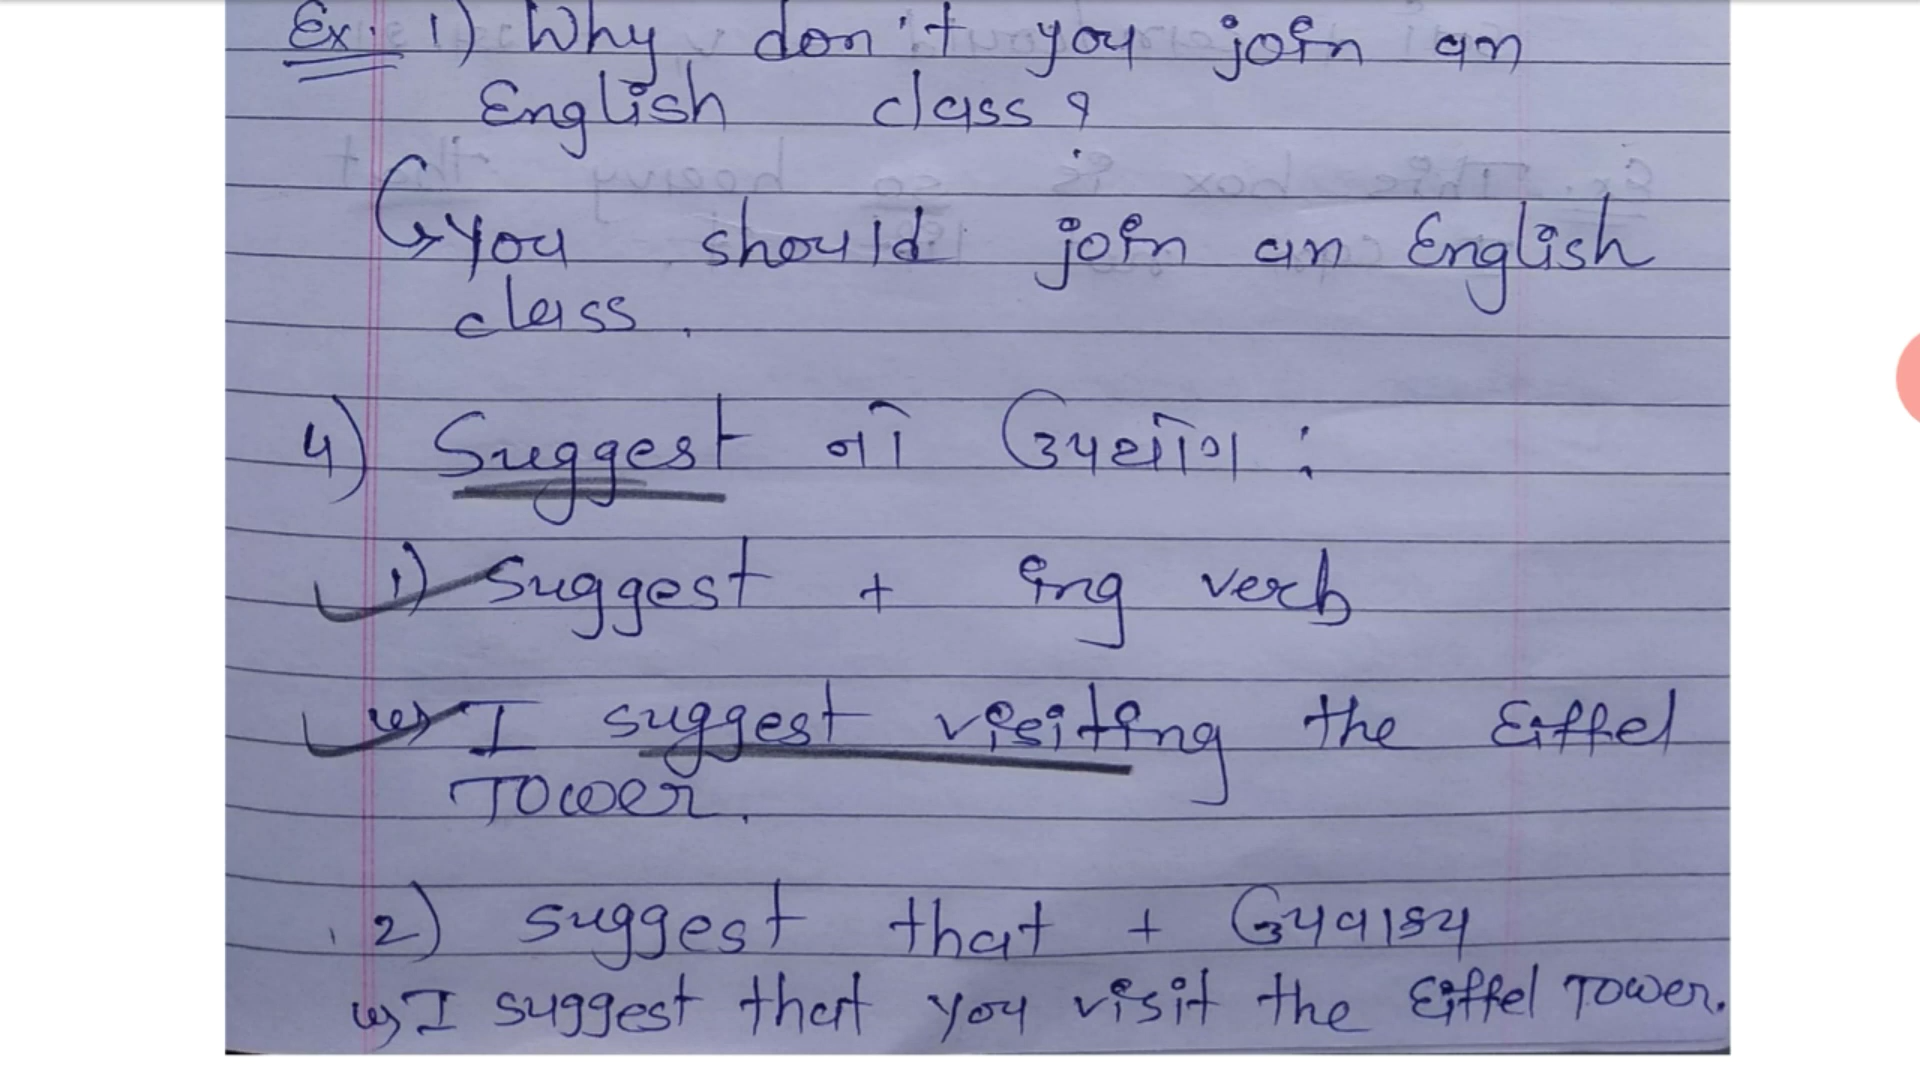 Ex: 1) Why don't you join an
English class?
↳ You should join an English
class.
4) Suggest નો ઉપયોગ :
1) Suggest + ing verb
↳ I suggest visiting the Eiffel
Tower.
2) suggest that + ઉપવાક્ય
↳ I suggest that you visit the Eiffel Tower.